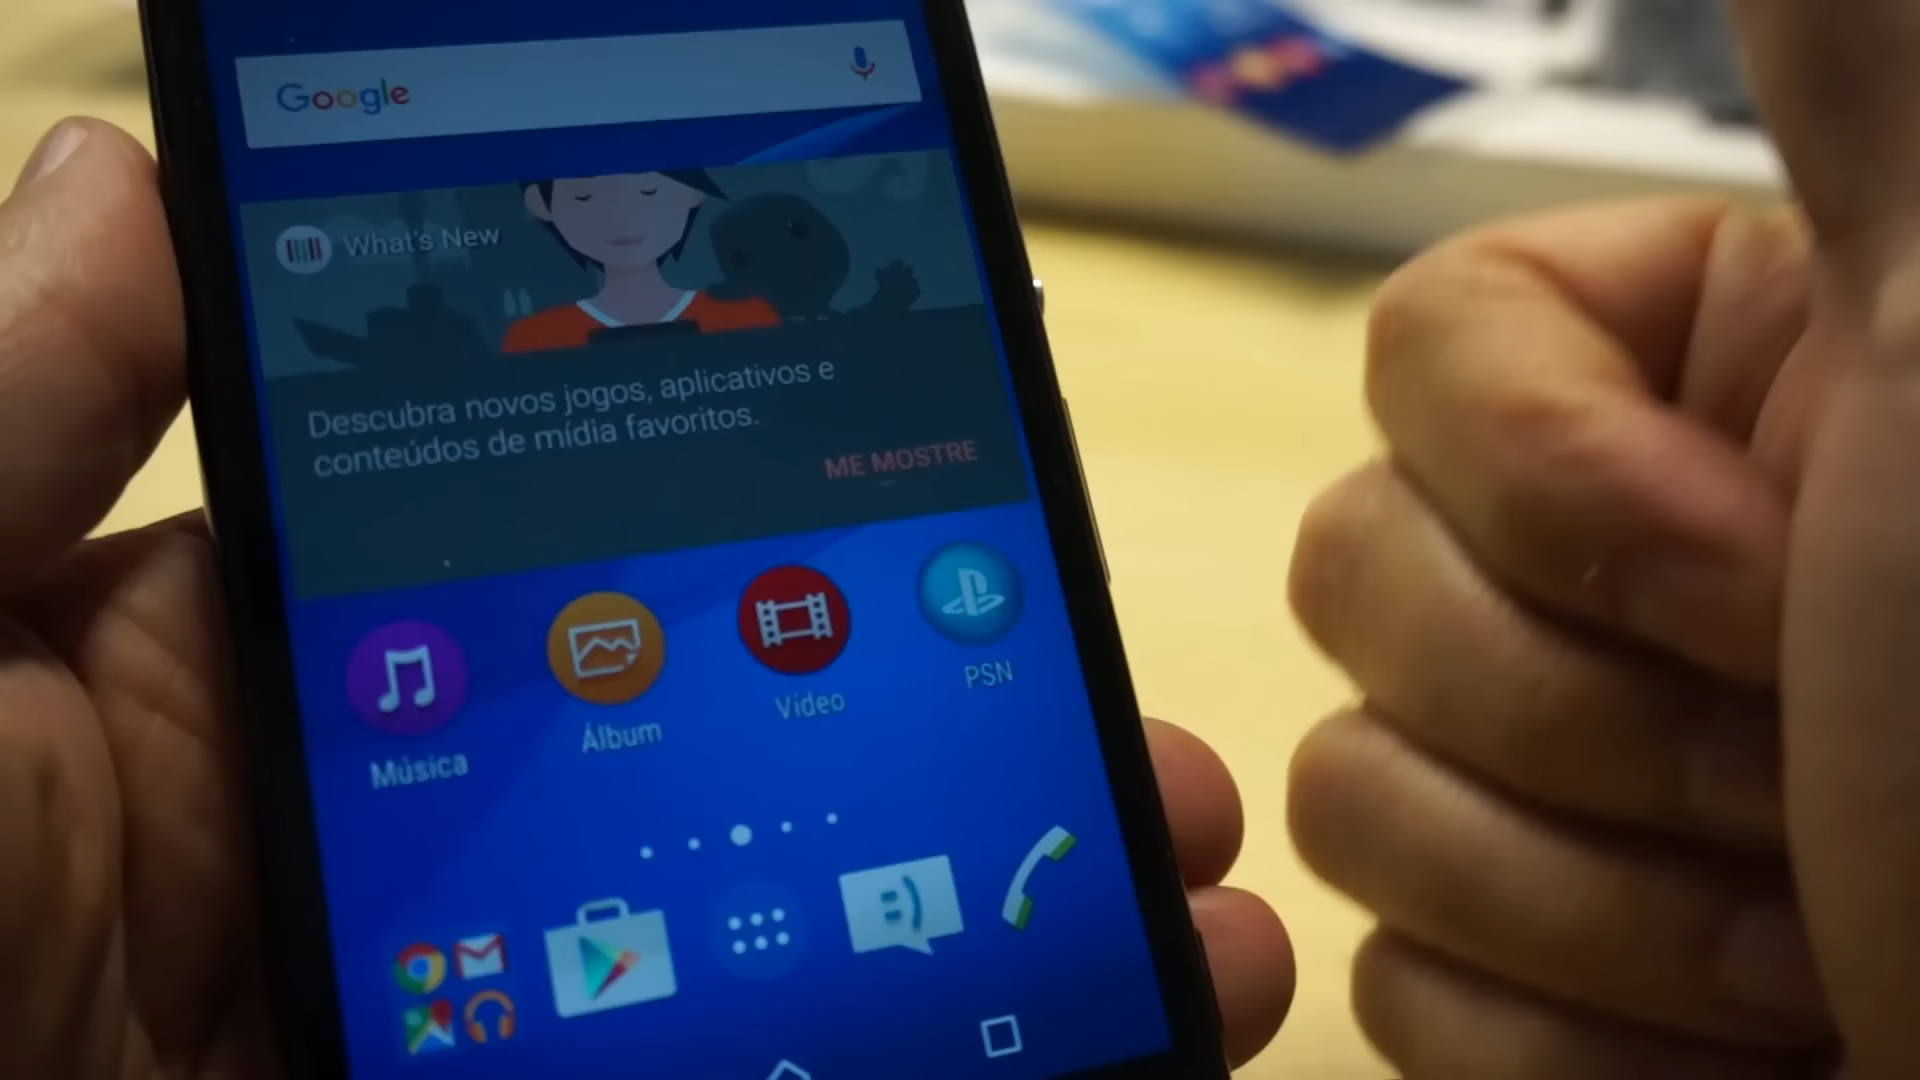 Google
What's New
Descubra novos jogos, aplicativos e
conteúdos de mídia favoritos.
ME MOSTRE
Música
Álbum
Vídeo
PSN